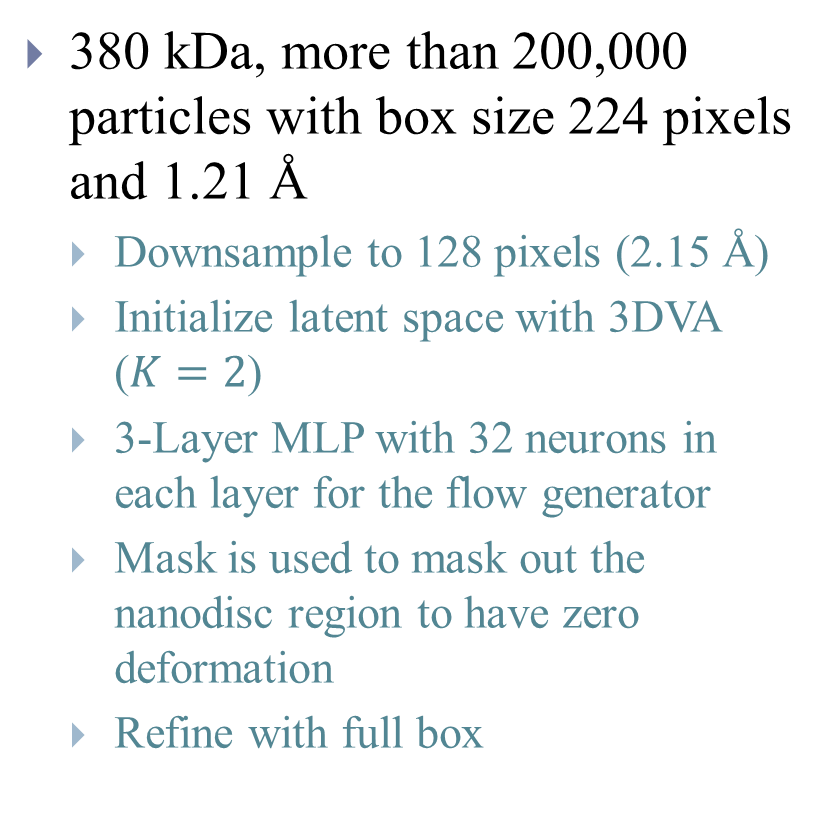 380 kDa, more than 200,000
particles with box size 224 pixels
and 1.21 Å
Downsample to 128 pixels (2.15 Å)
Initialize latent space with 3DVA
(K = 2)
3-Layer MLP with 32 neurons in
each layer for the flow generator
Mask is used to mask out the
nanodisc region to have zero
deformation
Refine with full box